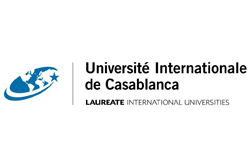 Université Internationale
de Casablanca
LAUREATE INTERNATIONAL UNIVERSITIES